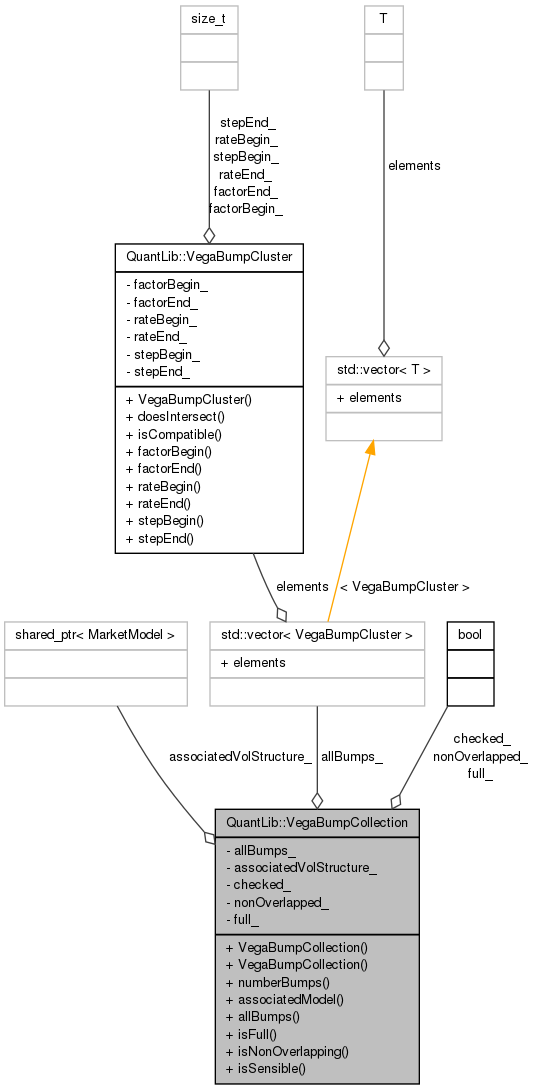 size_t
T
stepEnd_
rateBegin_
stepBegin_
rateEnd_
factorEnd_
factorBegin_
elements
QuantLib::VegaBumpCluster
- factorBegin_
- factorEnd_
- rateBegin_
- rateEnd_
- stepBegin_
- stepEnd_
+ VegaBumpCluster()
+ doesIntersect()
+ isCompatible()
+ factorBegin()
+ factorEnd()
+ rateBegin()
+ rateEnd()
+ stepBegin()
+ stepEnd()
std::vector< T >
+ elements
elements
< VegaBumpCluster >
shared_ptr< MarketModel >
std::vector< VegaBumpCluster >
+ elements
bool
associatedVolStructure_
allBumps_
checked_
nonOverlapped_
full_
QuantLib::VegaBumpCollection
- allBumps_
- associatedVolStructure_
- checked_
- nonOverlapped_
- full_
+ VegaBumpCollection()
+ VegaBumpCollection()
+ numberBumps()
+ associatedModel()
+ allBumps()
+ isFull()
+ isNonOverlapping()
+ isSensible()